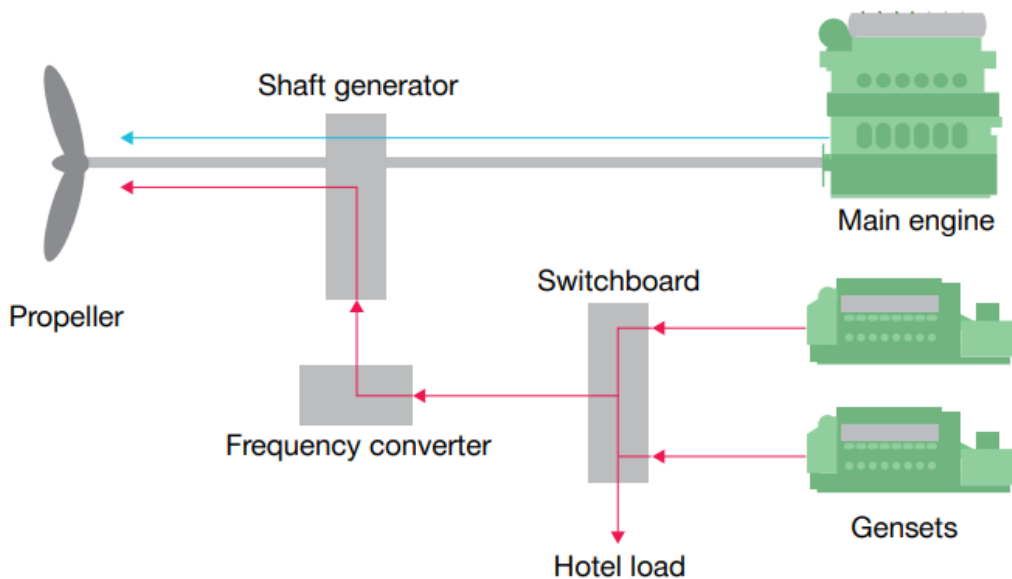 Shaft generator
Main engine
Switchboard
Propeller
Frequency converter
Gensets
Hotel load